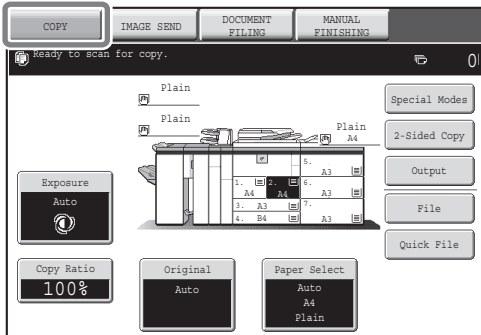 COPY
IMAGE SEND
DOCUMENT
FILING
MANUAL
FINISHING
Ready to scan for copy.
0
Plain
Plain
Plain
A4
Special Modes
2-Sided Copy
Output
File
Quick File
Exposure
Auto
Copy Ratio
100%
Original
Auto
Paper Select
Auto
A4
Plain
1. A4
2. A4
3. A3
4. B4
5. A3
6. A3
7. A3